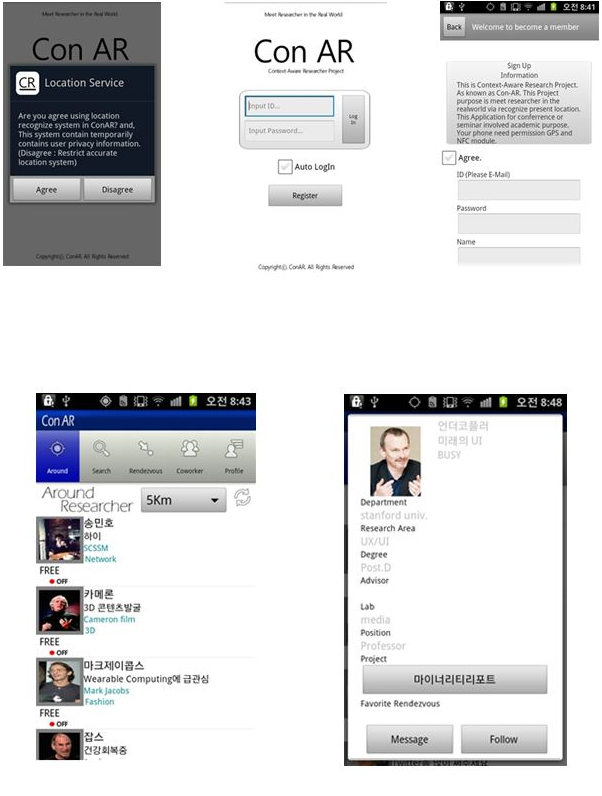 Meet Researcher in the Real World
Con AR
CR Location Service
Are you agree using location
recognize system in ConAR? and,
This system contain temporarily
contains user privacy information.
(Disagree : Restrict accurate
location system)
Agree
Disagree
Copyright(c). ConAR. All Rights Reserved
Meet Researcher in the Real World
Con AR
Context-Aware Researcher Project
Input ID...
Input Password...
Log
In
Auto LogIn
Register
Copyright(c). ConAR. All Rights Reserved
오전 8:41
Back
Welcome to become a member
Sign Up
Information
This is Context-Aware Research Project.
As known as Con-AR. This Project
purpose is meet researcher in the
realworld via recognize present location.
This Application for conferrence or
seminar involved academic purpose.
Your phone need permission GPS and
NFC module.
Agree.
ID (Please E-Mail)
Password
Name
오전 8:43
Con AR
Around
Search
Rendezvous
Coworker
Profile
Around
Researcher
5Km
송민호
하이
SCSSM
Network
FREE
OFF
카메론
3D 콘텐츠발굴
Cameron film
3D
FREE
OFF
마크제이콥스
Wearable Computing에 급관심
Mark Jacobs
Fashion
FREE
OFF
잡스
건강회복중
오전 8:48
언더코플러
미래의 UI
BUSY
Department
stanford univ.
Research Area
UX/UI
Degree
Post.D
Advisor
Lab
media
Position
Professor
Project
마이너리티리포트
Favorite Rendezvous
Message
Follow